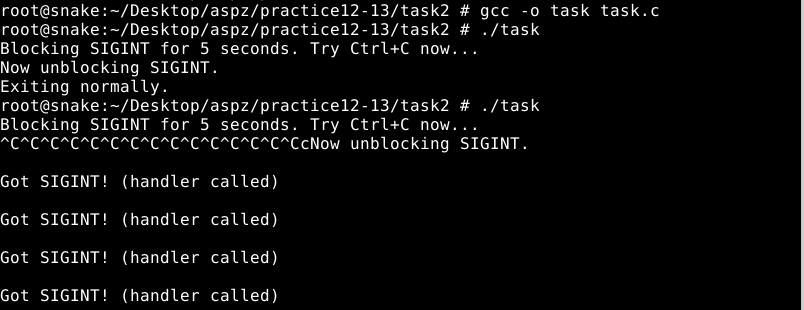 root@snake:~/Desktop/aspz/practice12-13/task2 # gcc -o task task.c
root@snake:~/Desktop/aspz/practice12-13/task2 # ./task
Blocking SIGINT for 5 seconds. Try Ctrl+C now...
Now unblocking SIGINT.
Exiting normally.
root@snake:~/Desktop/aspz/practice12-13/task2 # ./task
Blocking SIGINT for 5 seconds. Try Ctrl+C now...
^C^C^C^C^C^C^C^C^C^C^C^C^C^C^CcNow unblocking SIGINT.
Got SIGINT! (handler called)
Got SIGINT! (handler called)
Got SIGINT! (handler called)
Got SIGINT! (handler called)